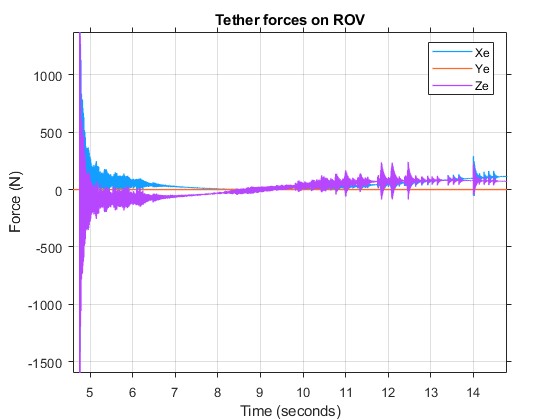 Tether forces on ROV
Xe
Ye
Ze
1000
500
0
-500
-1000
-1500
Force (N)
5 6 7 8 9 10 11 12 13 14
Time (seconds)